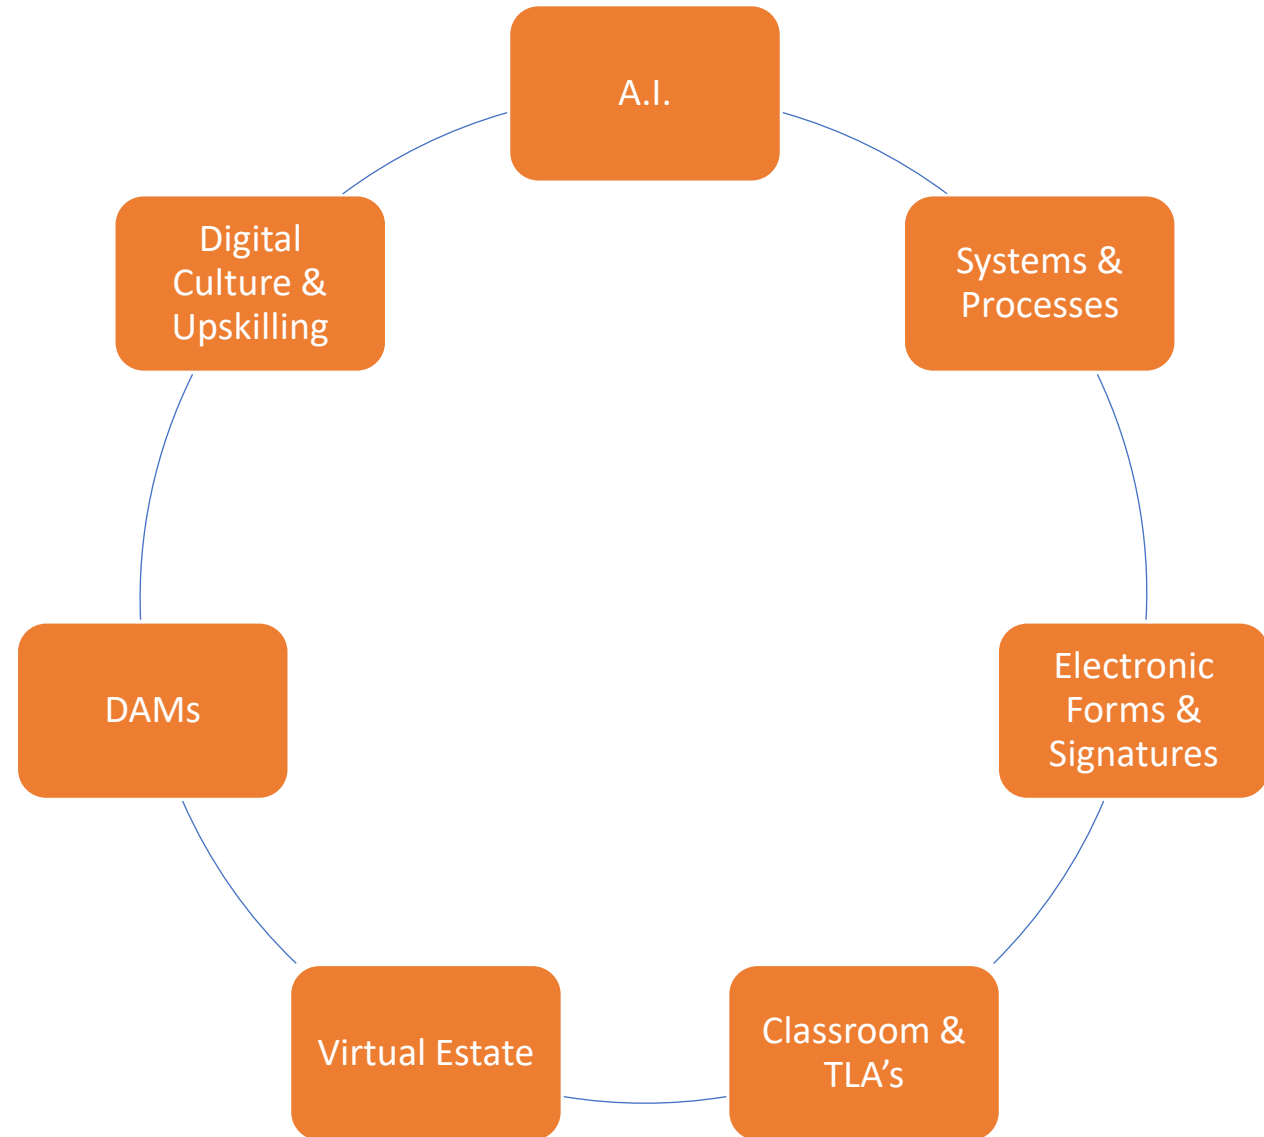 A.I.
Systems &
Processes
Electronic
Forms &
Signatures
Classroom &
TLA’s
Virtual Estate
DAMs
Digital
Culture &
Upskilling